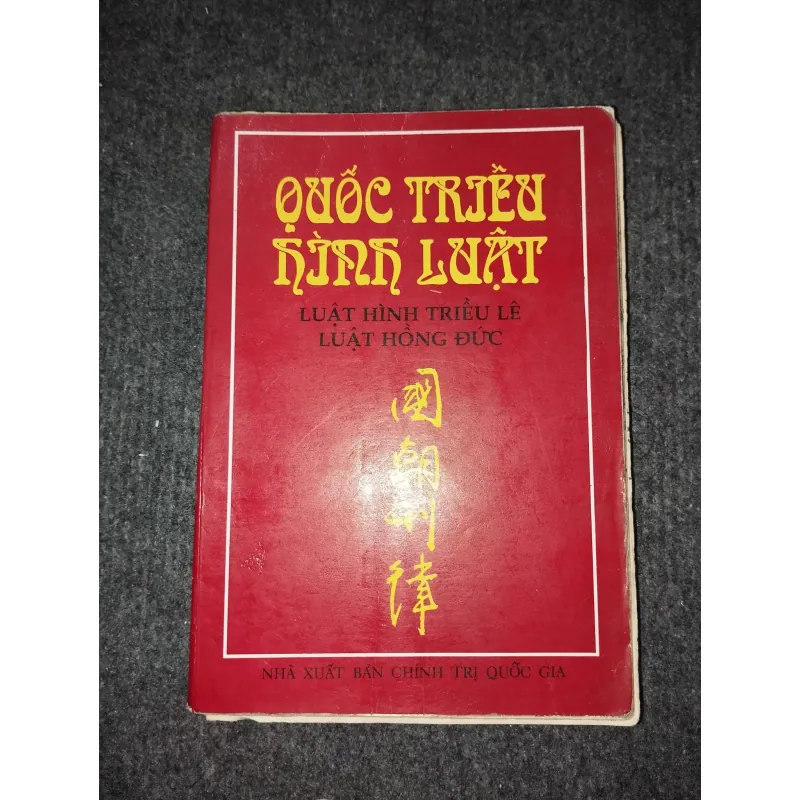 QUỐC TRIỀU
HÌNH LUẬT
LUẬT HÌNH TRIỀU LÊ
LUẬT HỒNG ĐỨC
國
朝
刑
律
NHÀ XUẤT BẢN CHÍNH TRỊ QUỐC GIA